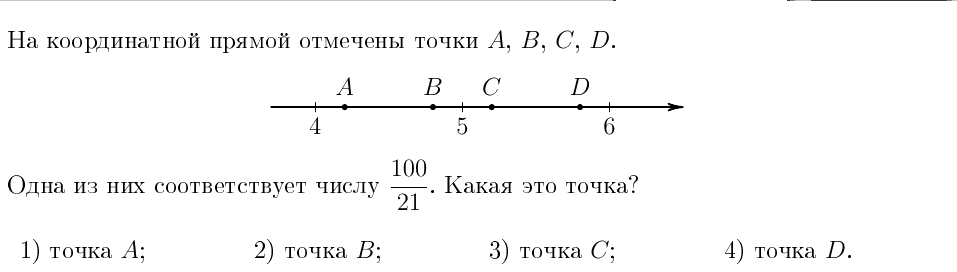 На координатной прямой отмечены точки A, B, C, D.
A B C D
4 5 6
Одна из них соответствует числу 100/21. Какая это точка?
1) точка A; 2) точка B; 3) точка C; 4) точка D.